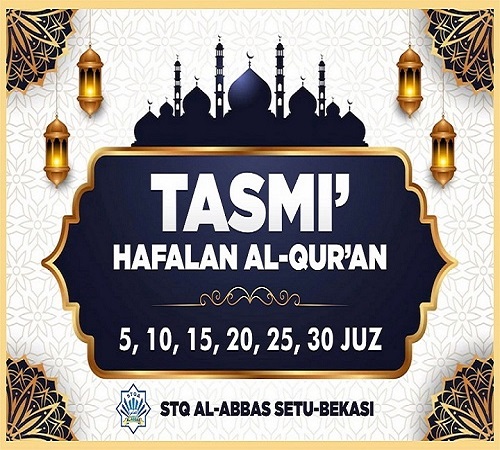 TASMI'
HAFALAN AL-QUR'AN
5, 10, 15, 20, 25, 30 JUZ
STQ AL-ABBAS SETU-BEKASI